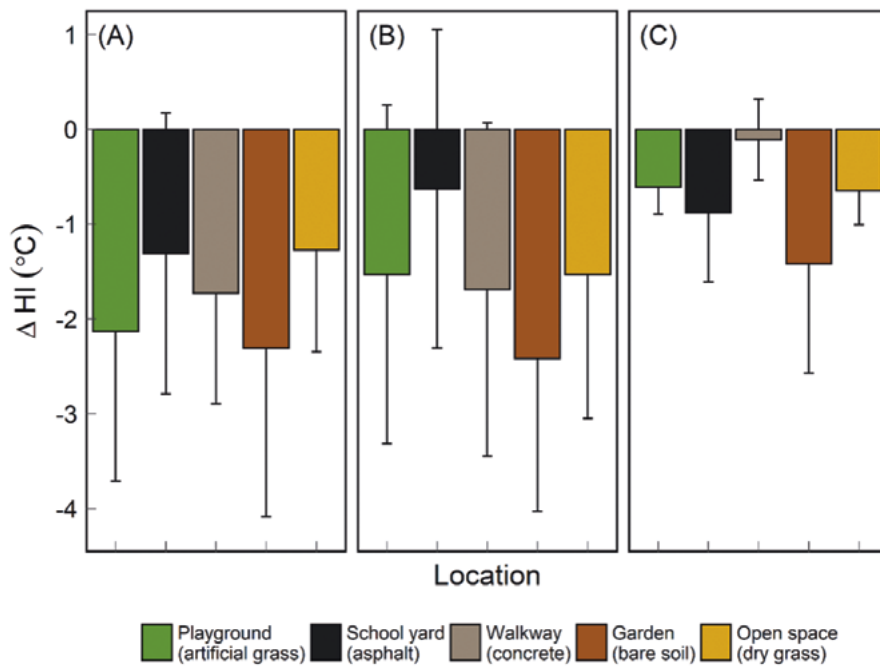 (A)
(B)
(C)
1
0
-1
-2
-3
-4
Δ HI (°C)
Location
Playground
(artificial grass)
School yard
(asphalt)
Walkway
(concrete)
Garden
(bare soil)
Open space
(dry grass)